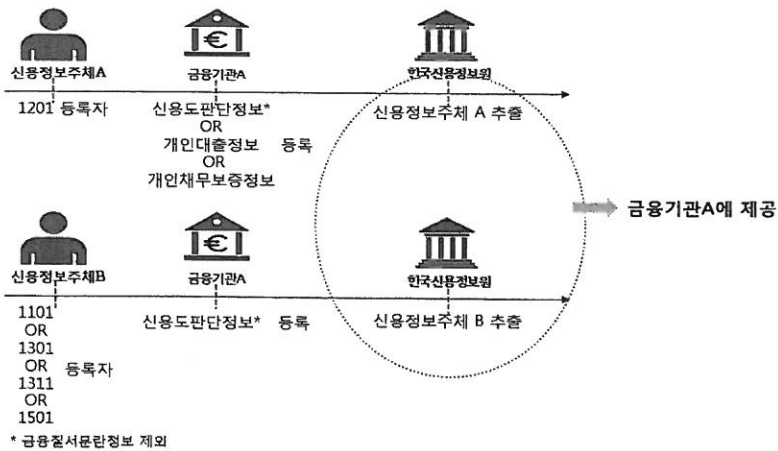 신용정보주체A
금융기관A
한국신용정보원
1201 등록자
신용도판단정보*
OR
개인대출정보 등록
OR
개인채무보증정보
신용정보주체 A 추출
금융기관A에 제공
신용정보주체B
금융기관A
한국신용정보원
1101
OR
1301
OR 등록자
1311
OR
1501
신용도판단정보* 등록
신용정보주체 B 추출
* 금융질서문란정보 제외